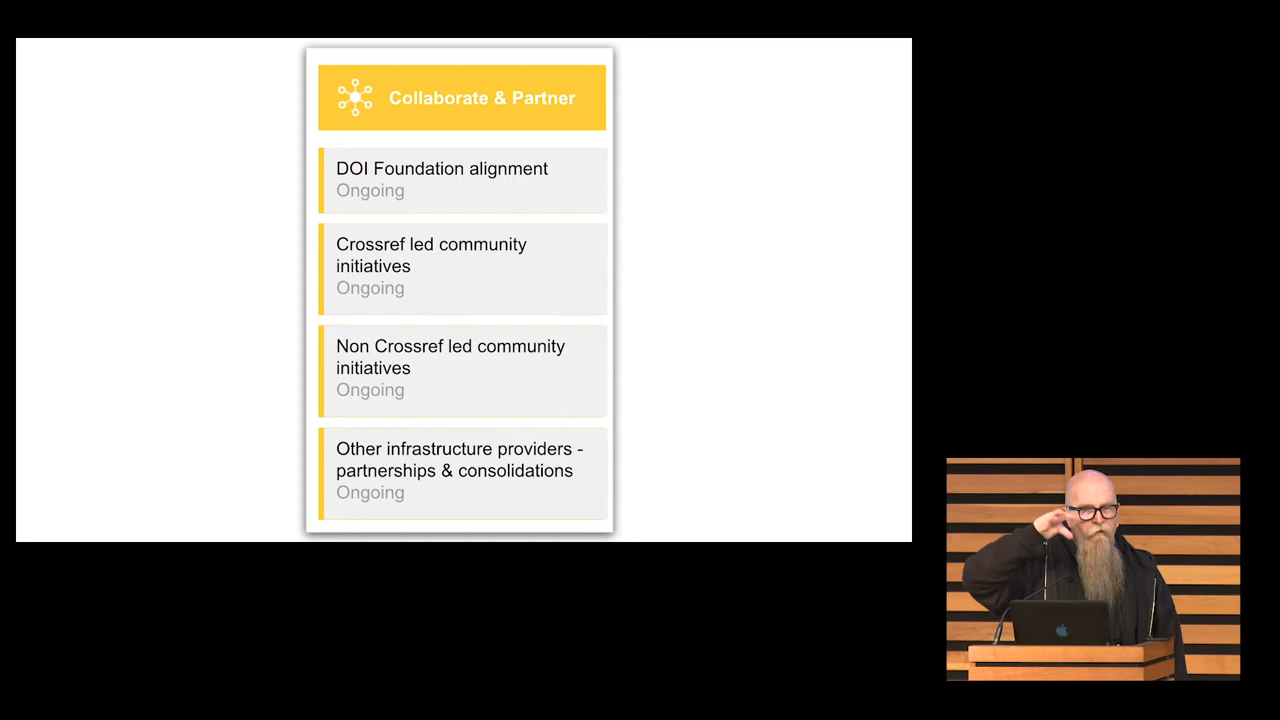 Collaborate & Partner
DOI Foundation alignment
Ongoing
Crossref led community
initiatives
Ongoing
Non Crossref led community
initiatives
Ongoing
Other infrastructure providers -
partnerships & consolidations
Ongoing